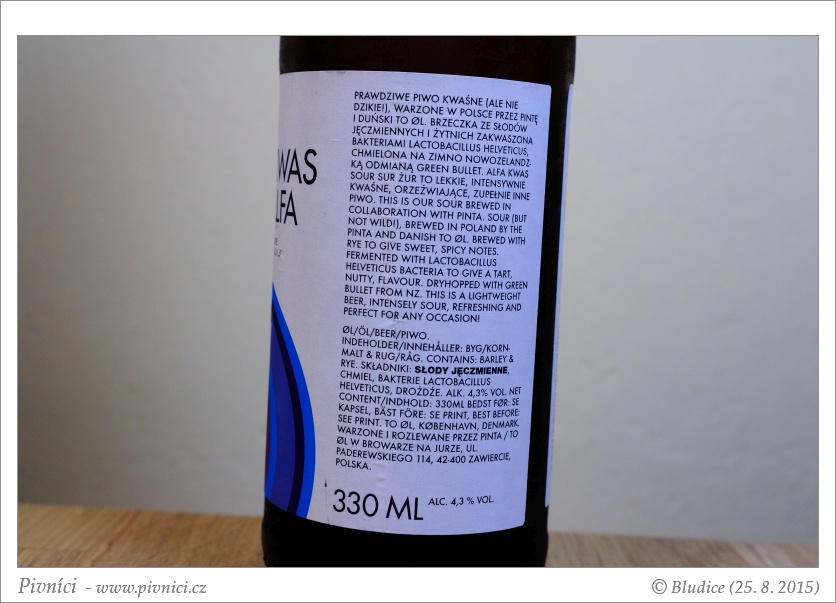 WAS
LFA
PRAWDZIWE PIWO KWAŚNE (ALE NIE
DZIKIE!), WARZONE W POLSCE PRZEZ PINTĘ
I DUŃSKI TO ØL. BRZECZKA ZE SŁODÓW
JĘCZMIENNYCH I ŻYTNICH ZAKWASZONA
BAKTERIAMI LACTOBACILLUS HELVETICUS,
CHMIELONA NA ZIMNO NOWOZELANDZ-
KĄ ODMIANĄ GREEN BULLET. ALFA KWAS
SOUR SUR ŻUR TO LEKKIE, INTENSYWNIE
KWAŚNE, ORZEŹWIAJĄCE, ZUPEŁNIE INNE
PIWO. THIS IS OUR SOUR BREWED IN
COLLABORATION WITH PINTA. SOUR (BUT
NOT WILD!), BREWED IN POLAND BY THE
PINTA AND DANISH TO ØL. BREWED WITH
RYE TO GIVE SWEET, SPICY NOTES.
FERMENTED WITH LACTOBACILLUS
HELVETICUS BACTERIA TO GIVE A TART,
NUTTY, FLAVOUR. DRYHOPPED WITH GREEN
BULLET FROM NZ. THIS IS A LIGHTWEIGHT
BEER, INTENSELY SOUR, REFRESHING AND
PERFECT FOR ANY OCCASION!
ØL/ÖL/BEER/PIWO.
INDEHOLDER/INNEHÅLLER: BYG/KORN-
MALT & RUG/RÅG. CONTAINS: BARLEY &
RYE. SKŁADNIKI: SŁODY JĘCZMIENNE,
CHMIEL, BAKTERIE LACTOBACILLUS
HELVETICUS, DROŻDŻE. ALK. 4,3% VOL. NET
CONTENT/INDHOLD: 330ML BEDST FØR: SE
KAPSEL, BÄST FÖRE: SE PRINT, BEST BEFORE:
SEE PRINT. TO ØL, KØBENHAVN, DENMARK.
WARZONE I ROZLEWANE PRZEZ PINTA / TO
ØL W BROWARZE NA JURZE, UL.
PADEREWSKIEGO 114, 42-400 ZAWIERCIE,
POLSKA.
330 ML ALC. 4,3 % VOL.
Pivníci - www.pivnici.cz
© Bludice (25. 8. 2015)